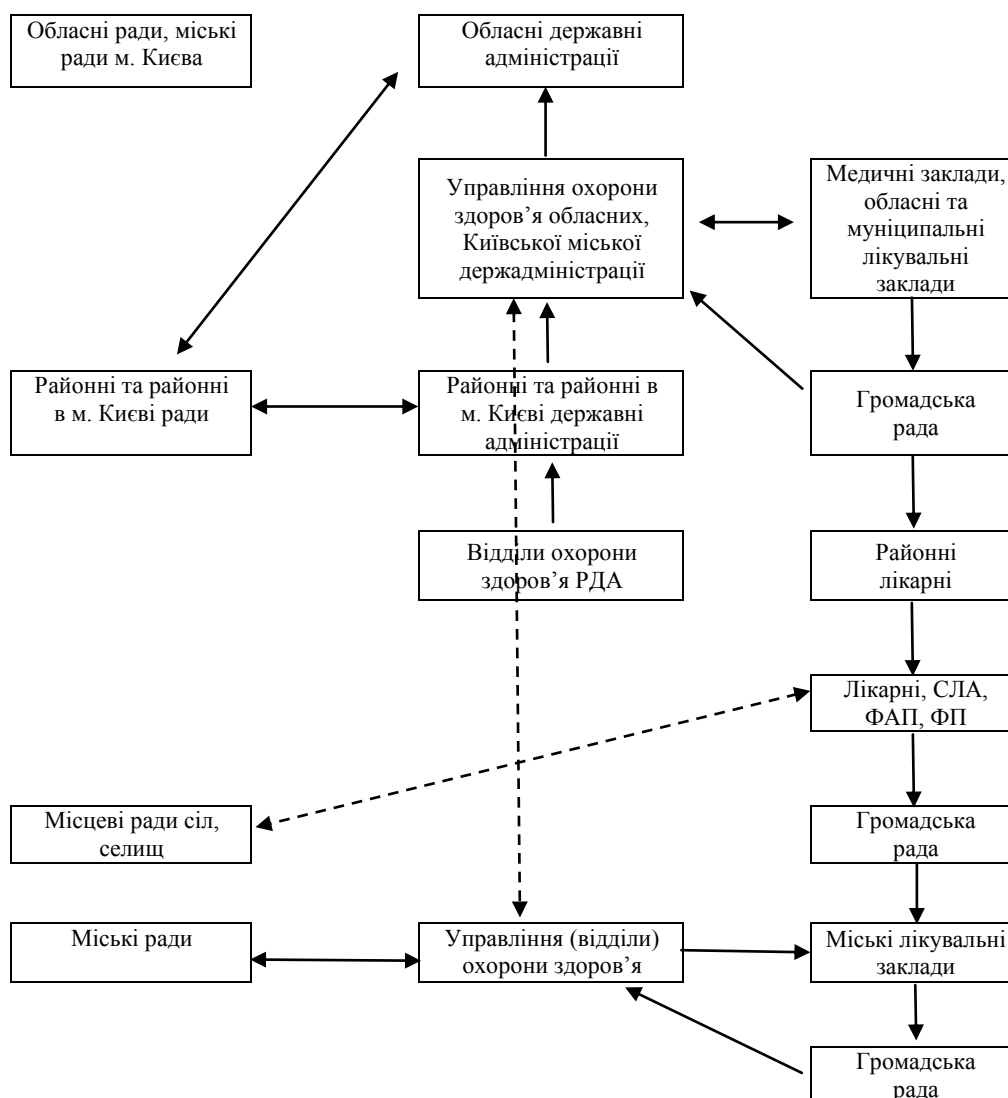 Обласні ради, міські
ради м. Києва
Обласні державні
адміністрації
Управління охорони
здоров’я обласних,
Київської міської
держадміністрації
Медичні заклади,
обласні та
муніципальні
лікувальні
заклади
Районні та районні
в м. Києві ради
Районні та районні в
м. Києві державні
адміністрації
Громадська
рада
Відділи охорони
здоров’я РДА
Районні
лікарні
Лікарні, СЛА,
ФАП, ФП
Місцеві ради сіл,
селищ
Громадська
рада
Міські ради
Управління (відділи)
охорони здоров’я
Міські лікувальні
заклади
Громадська
рада